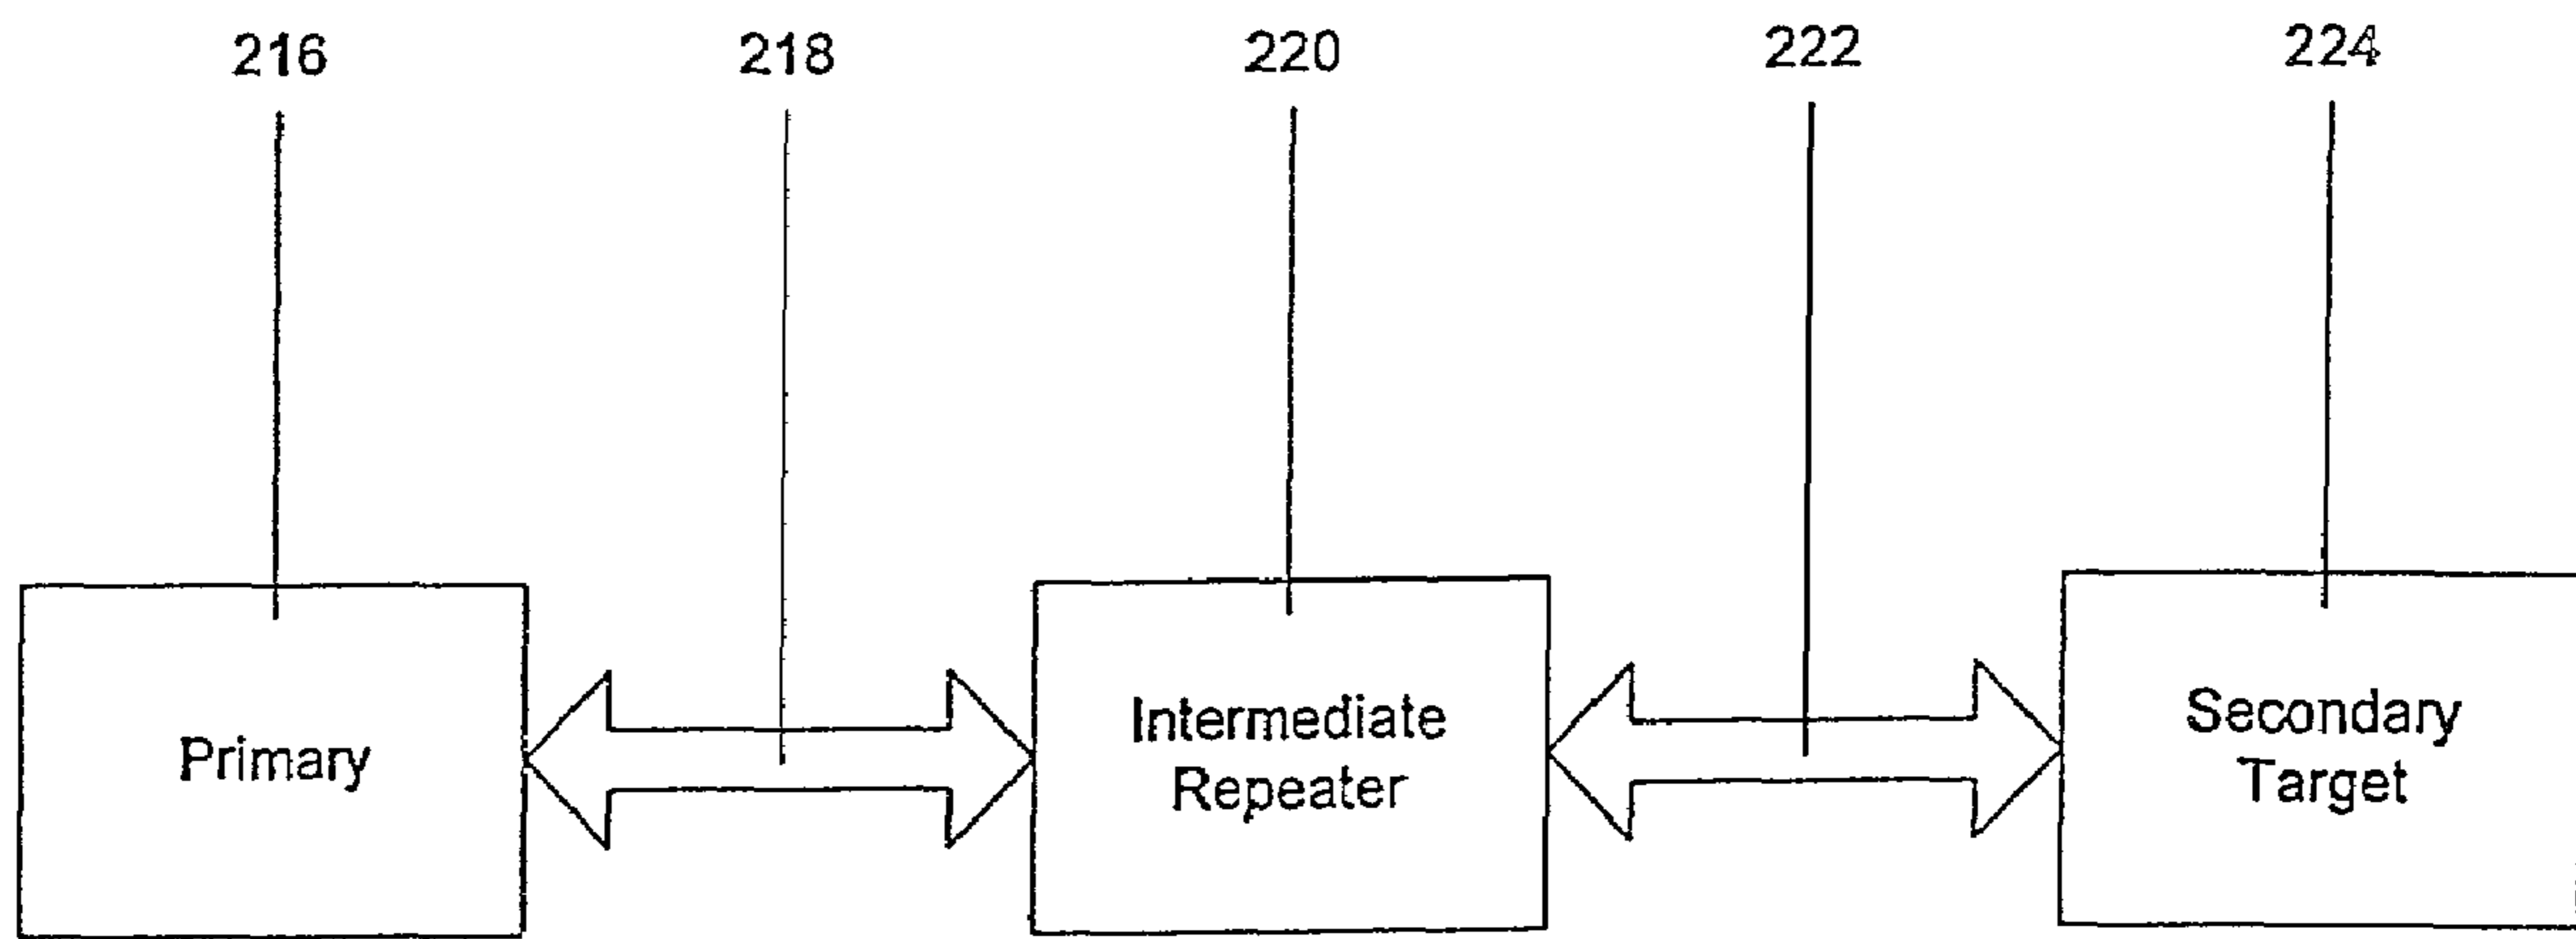 216
218
220
222
224
Primary
Intermediate
Repeater
Secondary
Target